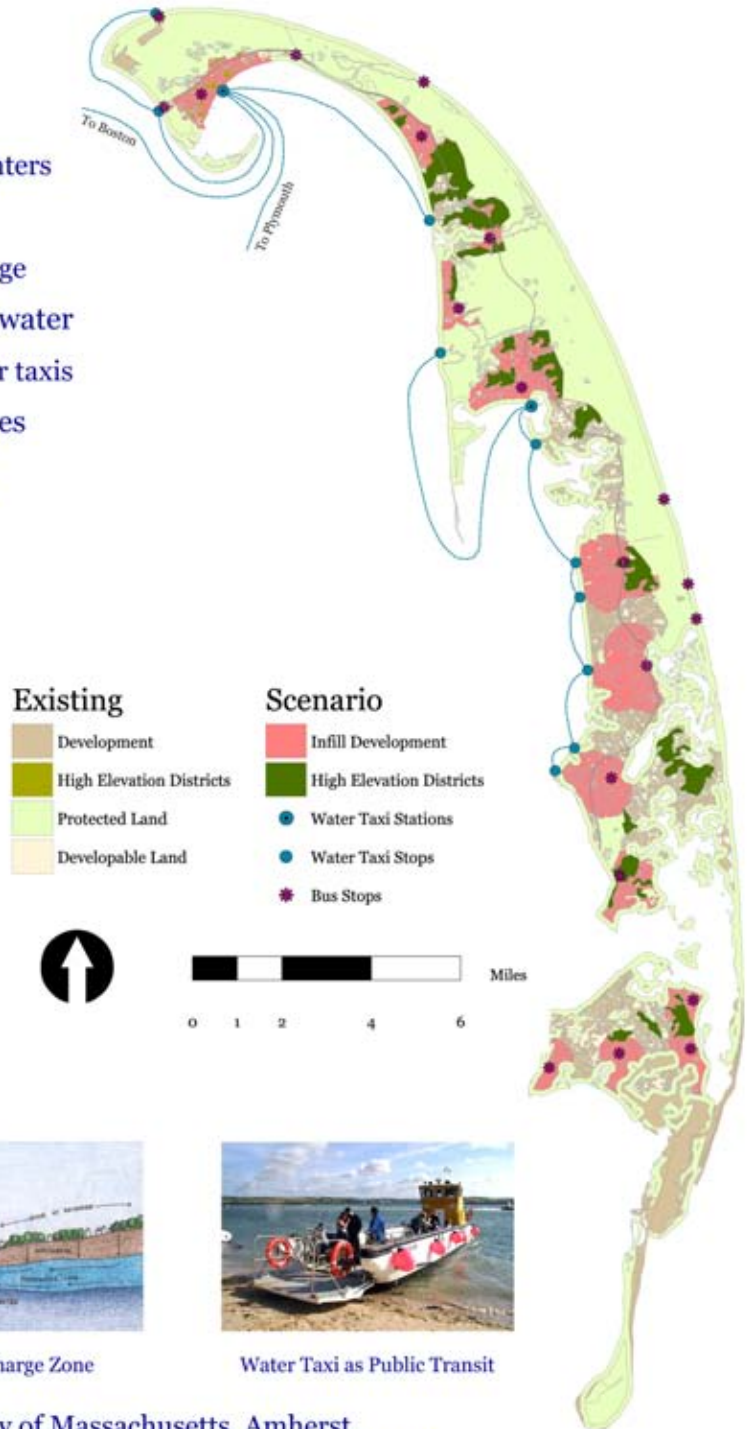 To Boston
To Plymouth
nters
ge
water
r taxis
es
Existing
Development
High Elevation Districts
Protected Land
Developable Land
Scenario
Infill Development
High Elevation Districts
Water Taxi Stations
Water Taxi Stops
Bus Stops
Miles
0 1 2 4 6
harge Zone
Water Taxi as Public Transit
y of Massachusetts, Amherst